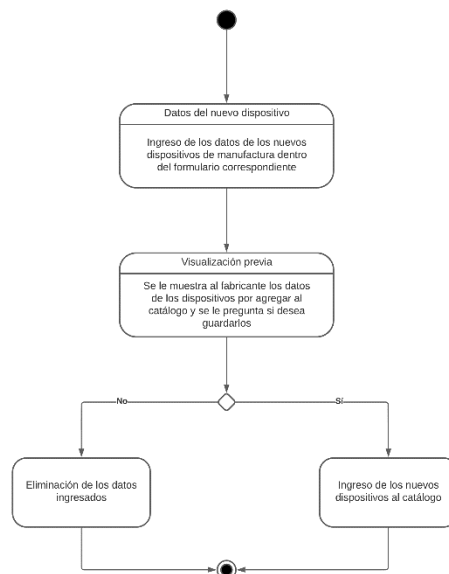 Datos del nuevo dispositivo
Ingreso de los datos de los nuevos
dispositivos de manufactura dentro
del formulario correspondiente
Visualización previa
Se le muestra al fabricante los datos
de los dispositivos por agregar al
catálogo y se le pregunta si desea
guardarlos
No
Sí
Eliminación de los datos
ingresados
Ingreso de los nuevos
dispositivos al catálogo